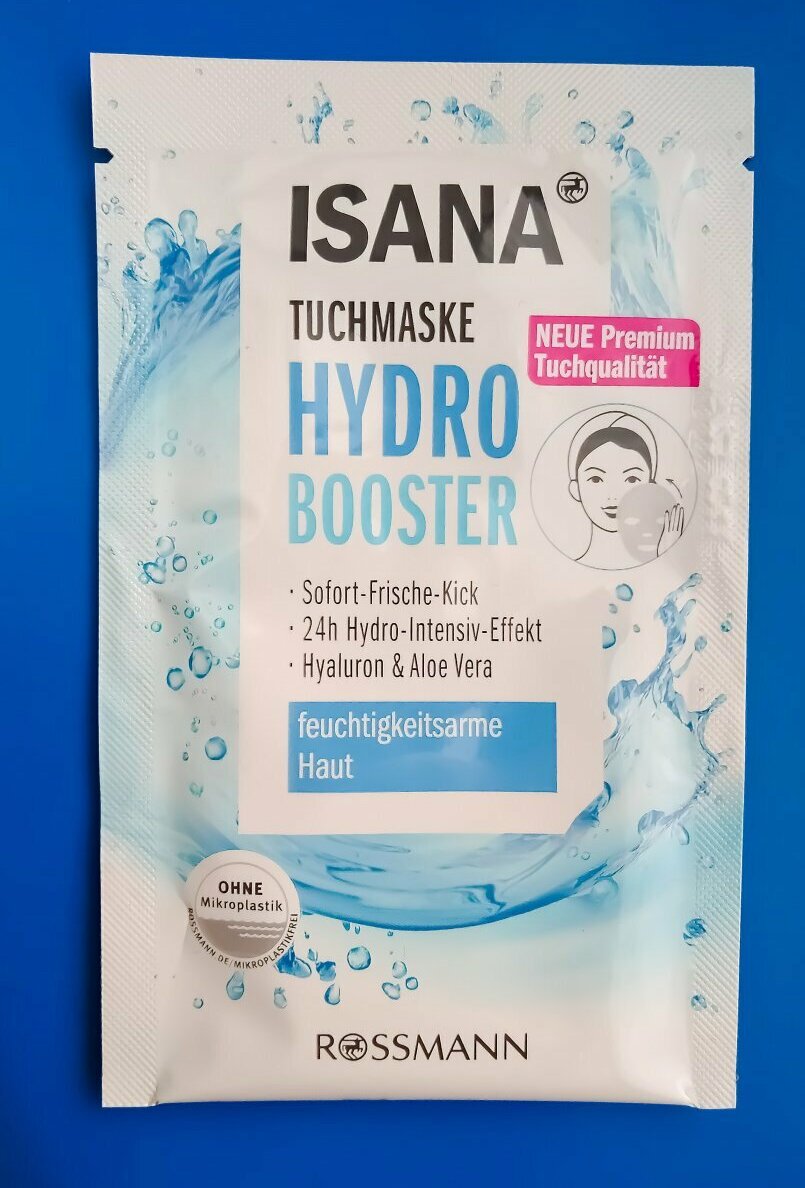 ISANA
TUCHMASKE
NEUE Premium
Tuchqualität
HYDRO
BOOSTER
· Sofort-Frische-Kick
· 24h Hydro-Intensiv-Effekt
· Hyaluron & Aloe Vera
feuchtigkeitsarme
Haut
OHNE
Mikroplastik
ROSSMANN.DE/MIKROPLASTIKFREI
ROSSMANN